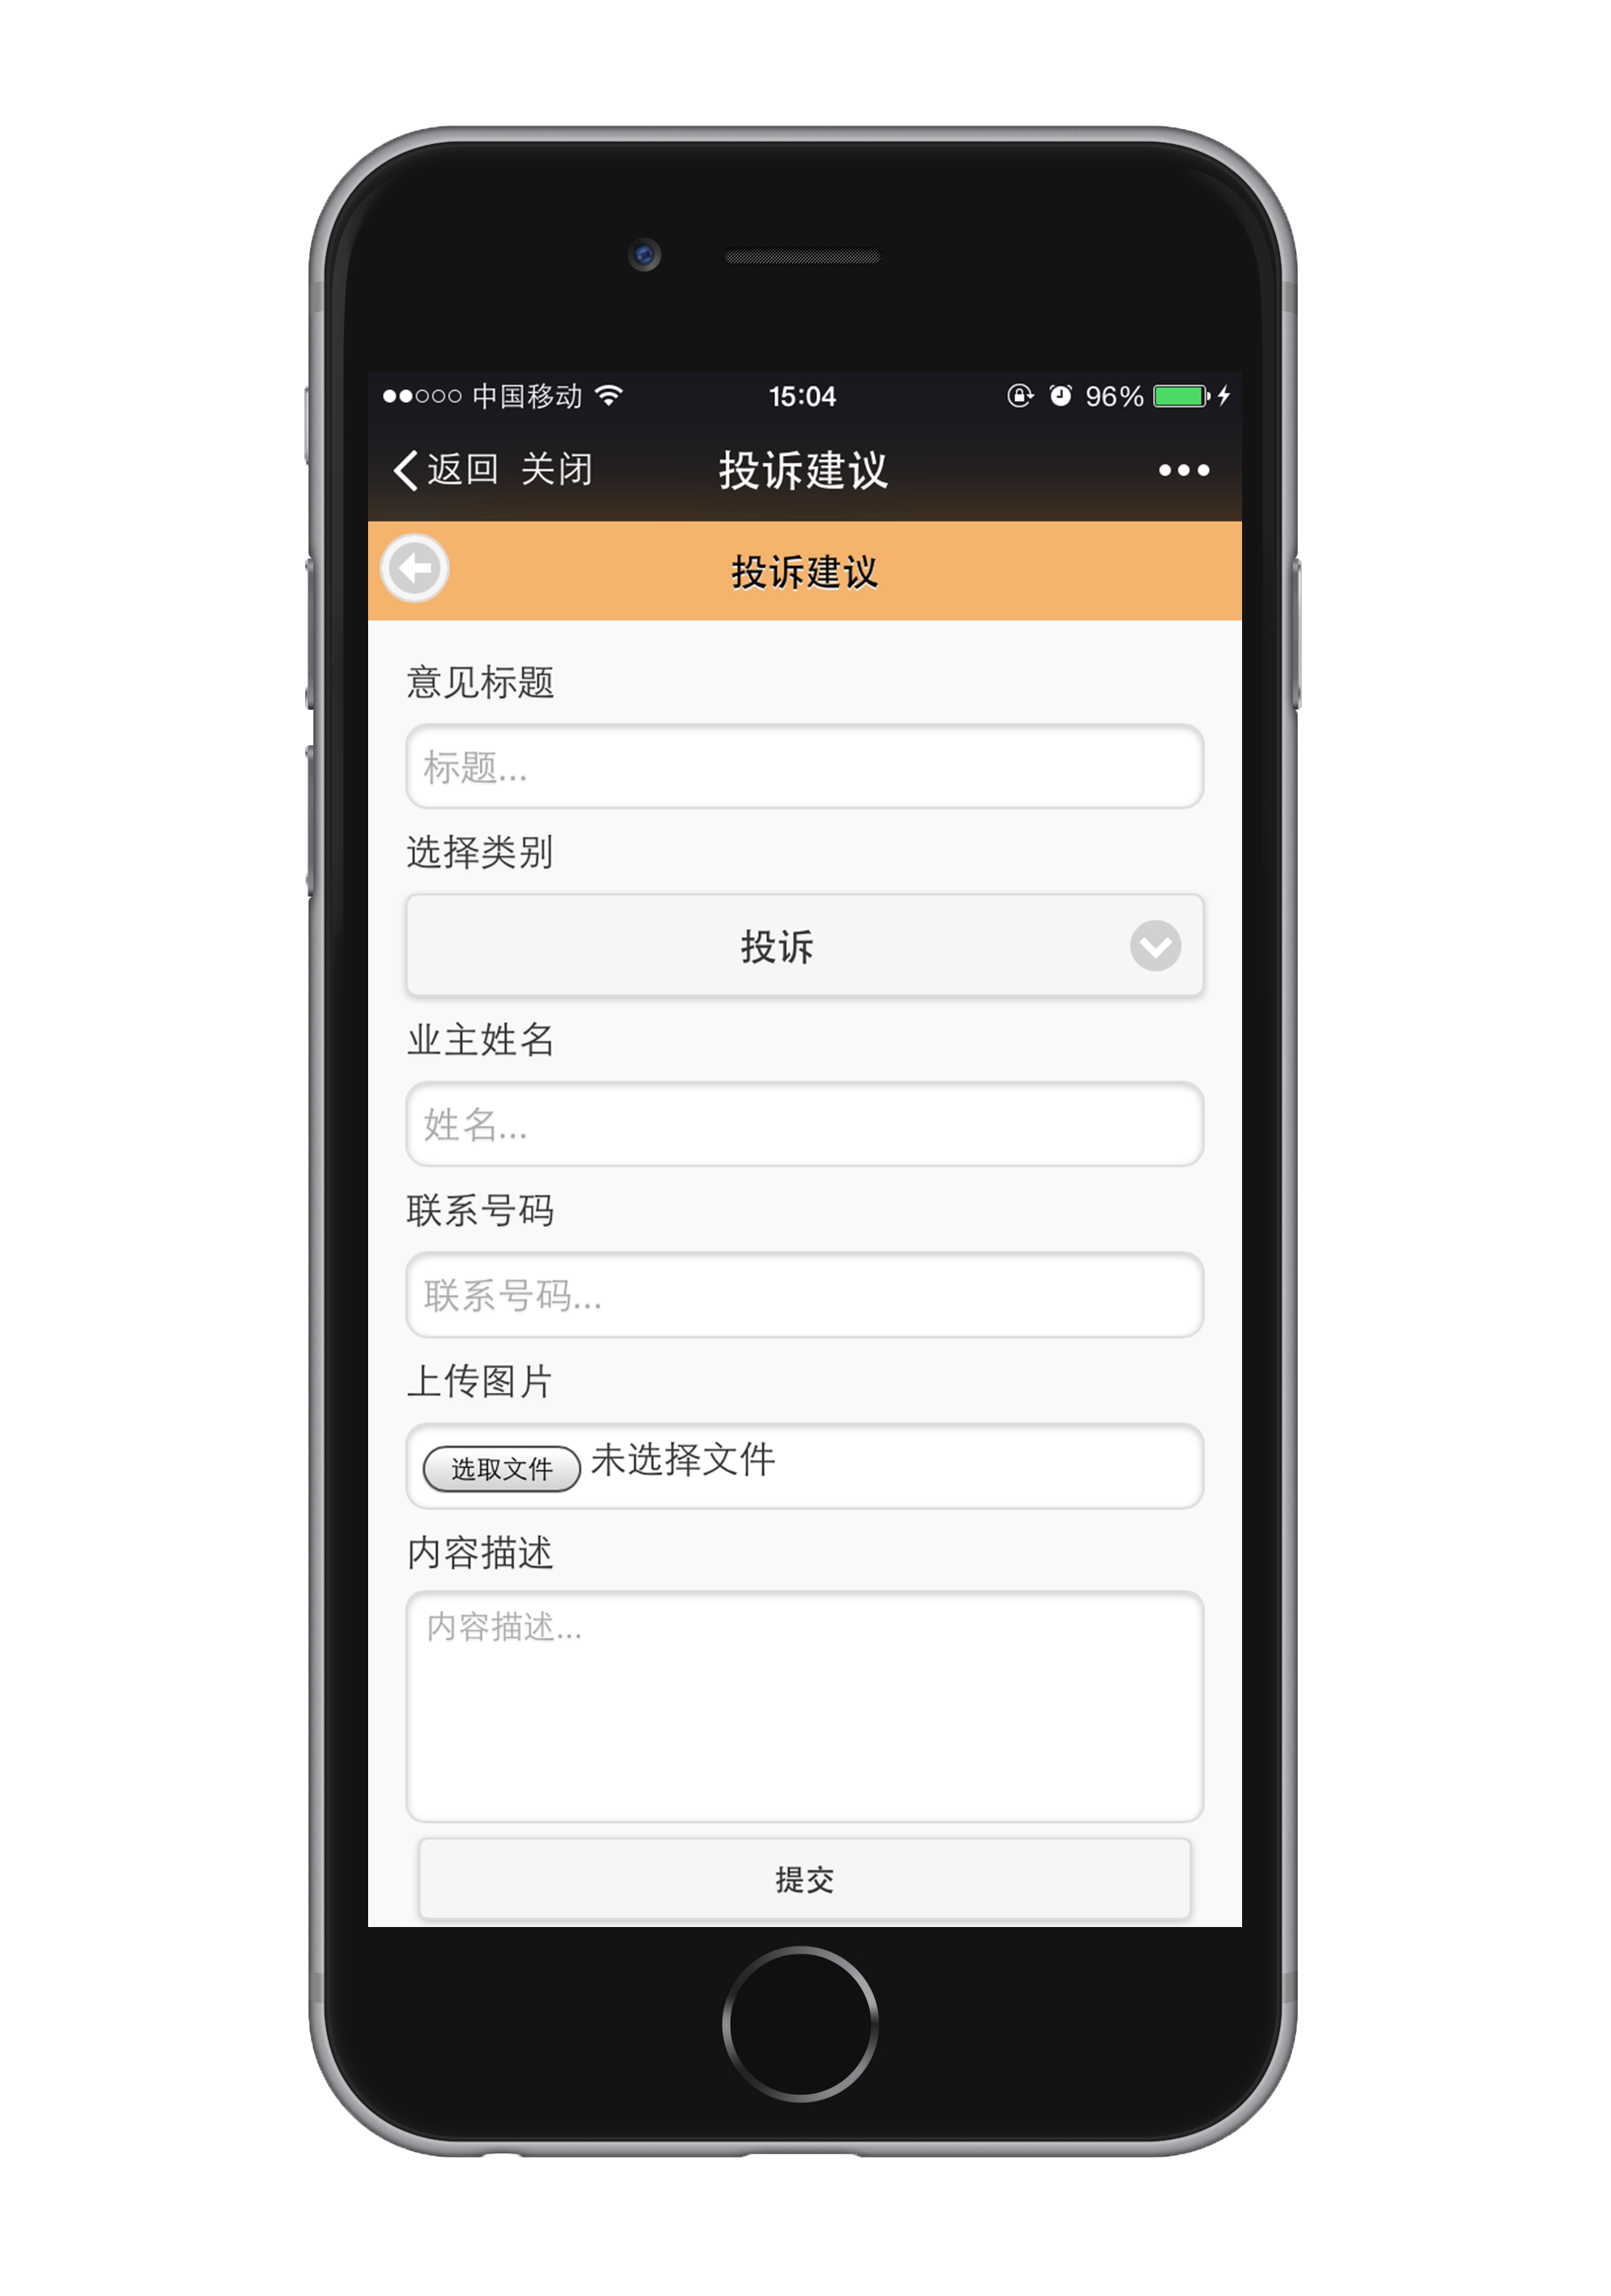 中国移动 15:04 96%
返回 关闭 投诉建议
投诉建议
意见标题
标题...
选择类别
投诉
业主姓名
姓名...
联系号码
联系号码...
上传图片
选取文件 未选择文件
内容描述
内容描述...
提交